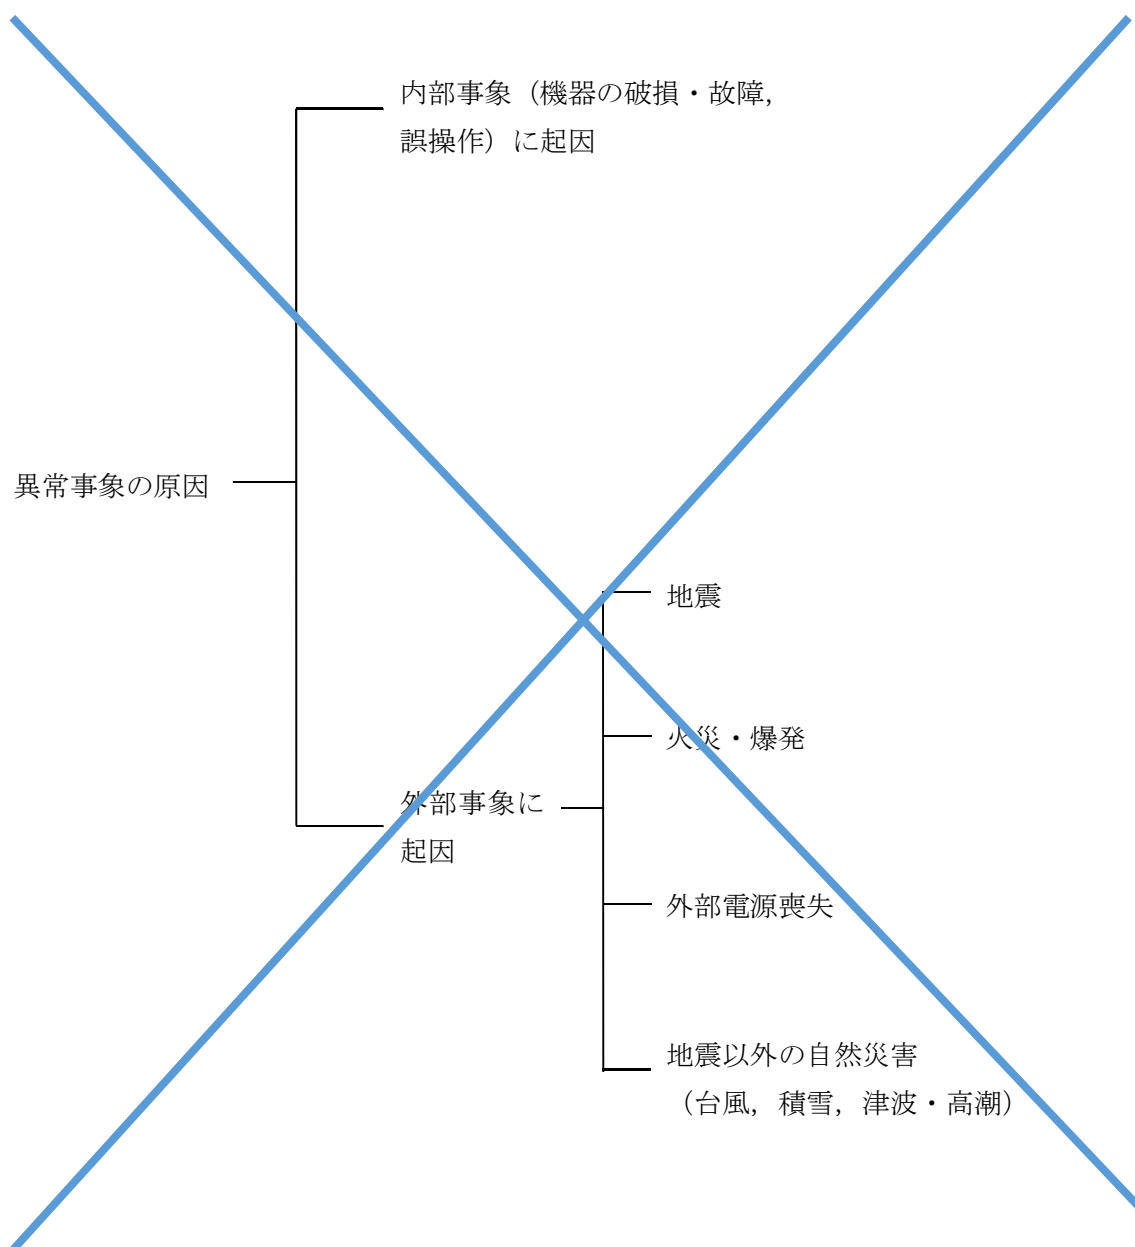 内部事象（機器の破損・故障，
誤操作）に起因
異常事象の原因
地震
火災・爆発
外部事象に
起因
外部電源喪失
地震以外の自然災害
（台風，積雪，津波・高潮）